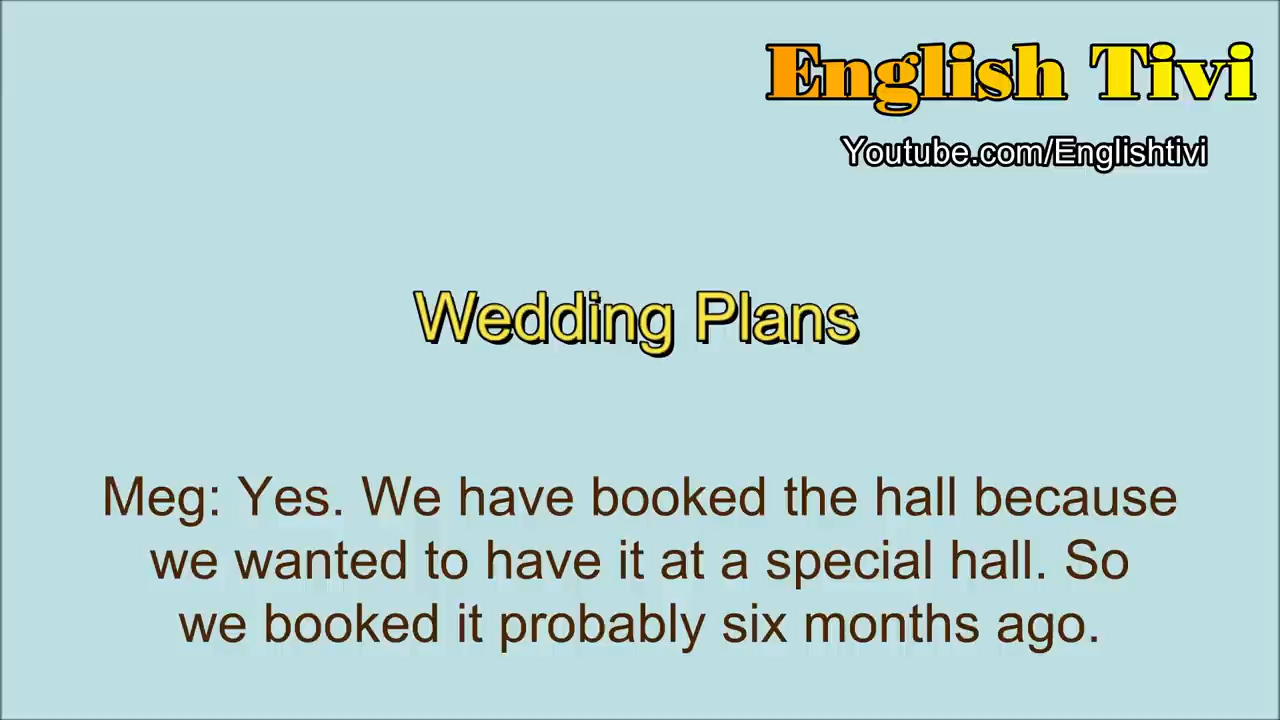 English Tivi
Youtube.com/Englishtivi
Wedding Plans
Meg: Yes. We have booked the hall because
we wanted to have it at a special hall. So
we booked it probably six months ago.